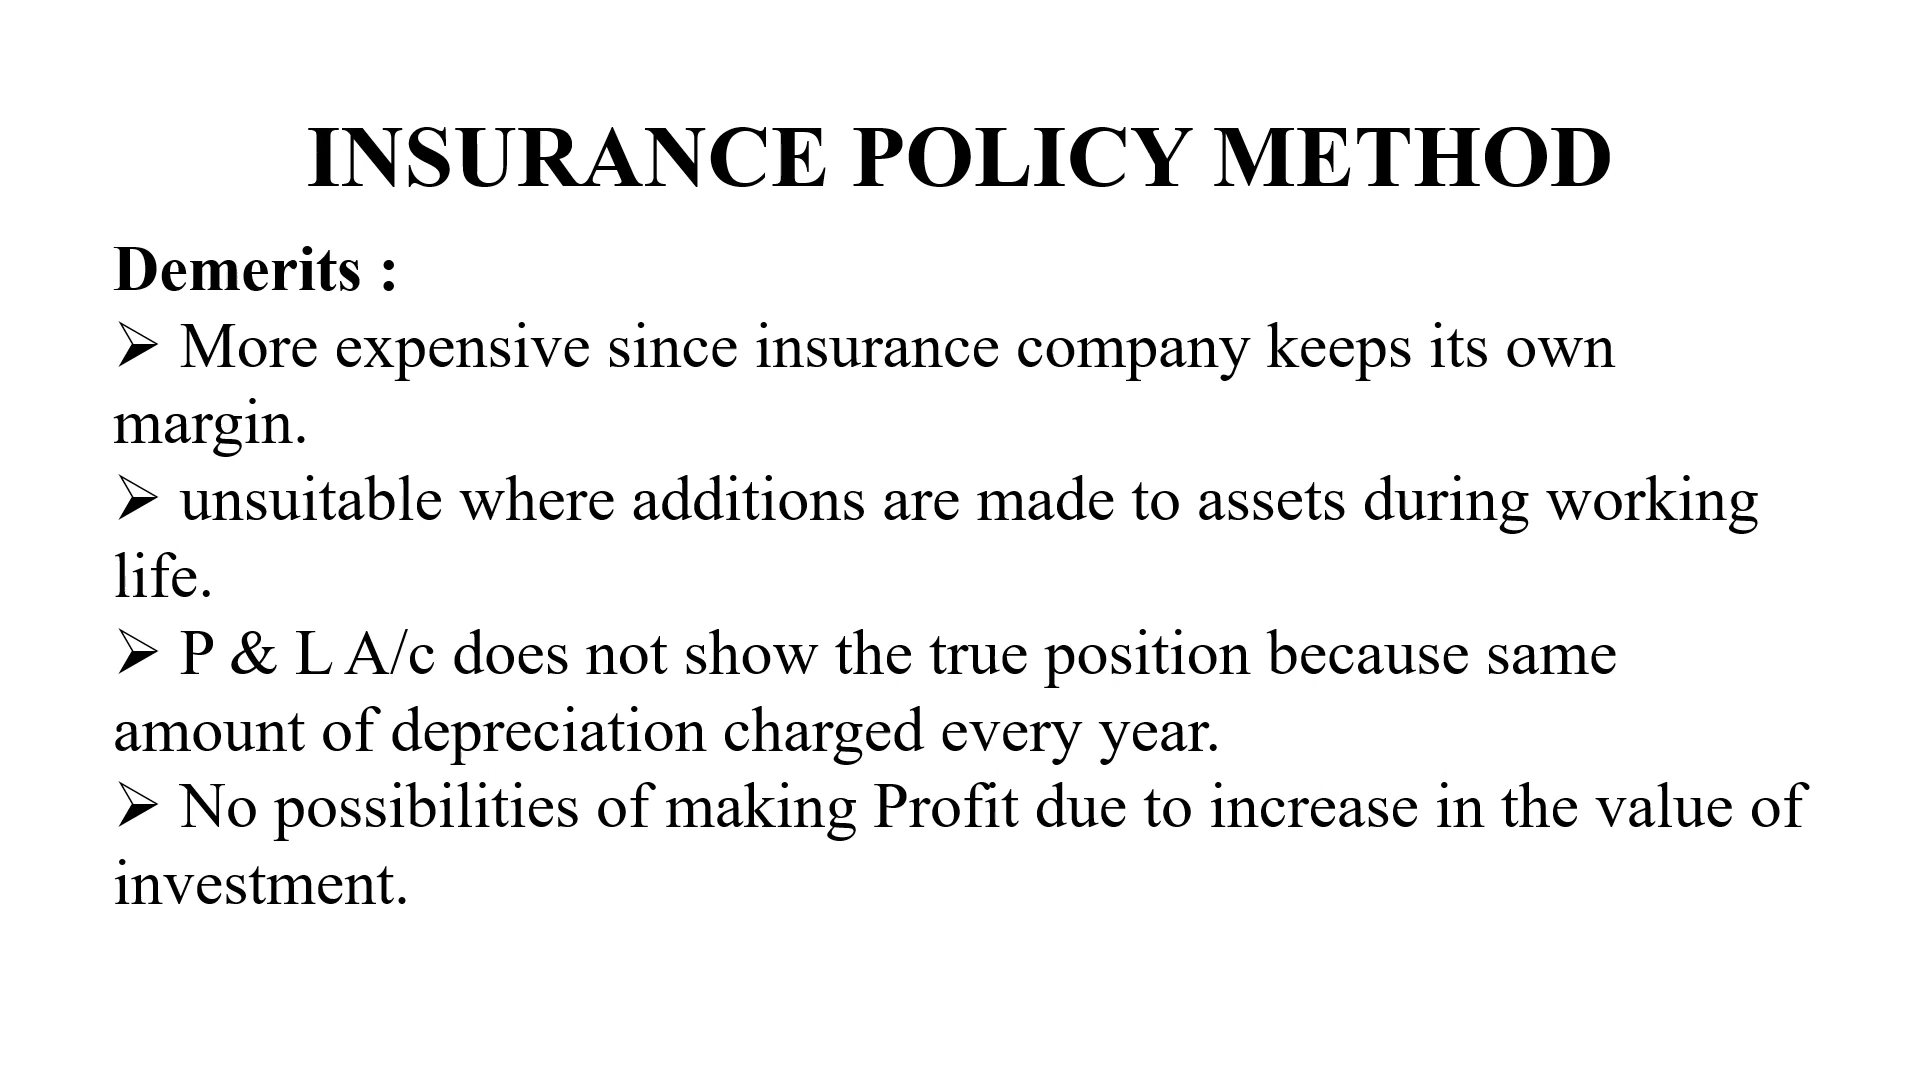 INSURANCE POLICY METHOD
Demerits :
➢ More expensive since insurance company keeps its own
margin.
➢ unsuitable where additions are made to assets during working
life.
➢ P & L A/c does not show the true position because same
amount of depreciation charged every year.
➢ No possibilities of making Profit due to increase in the value of
investment.